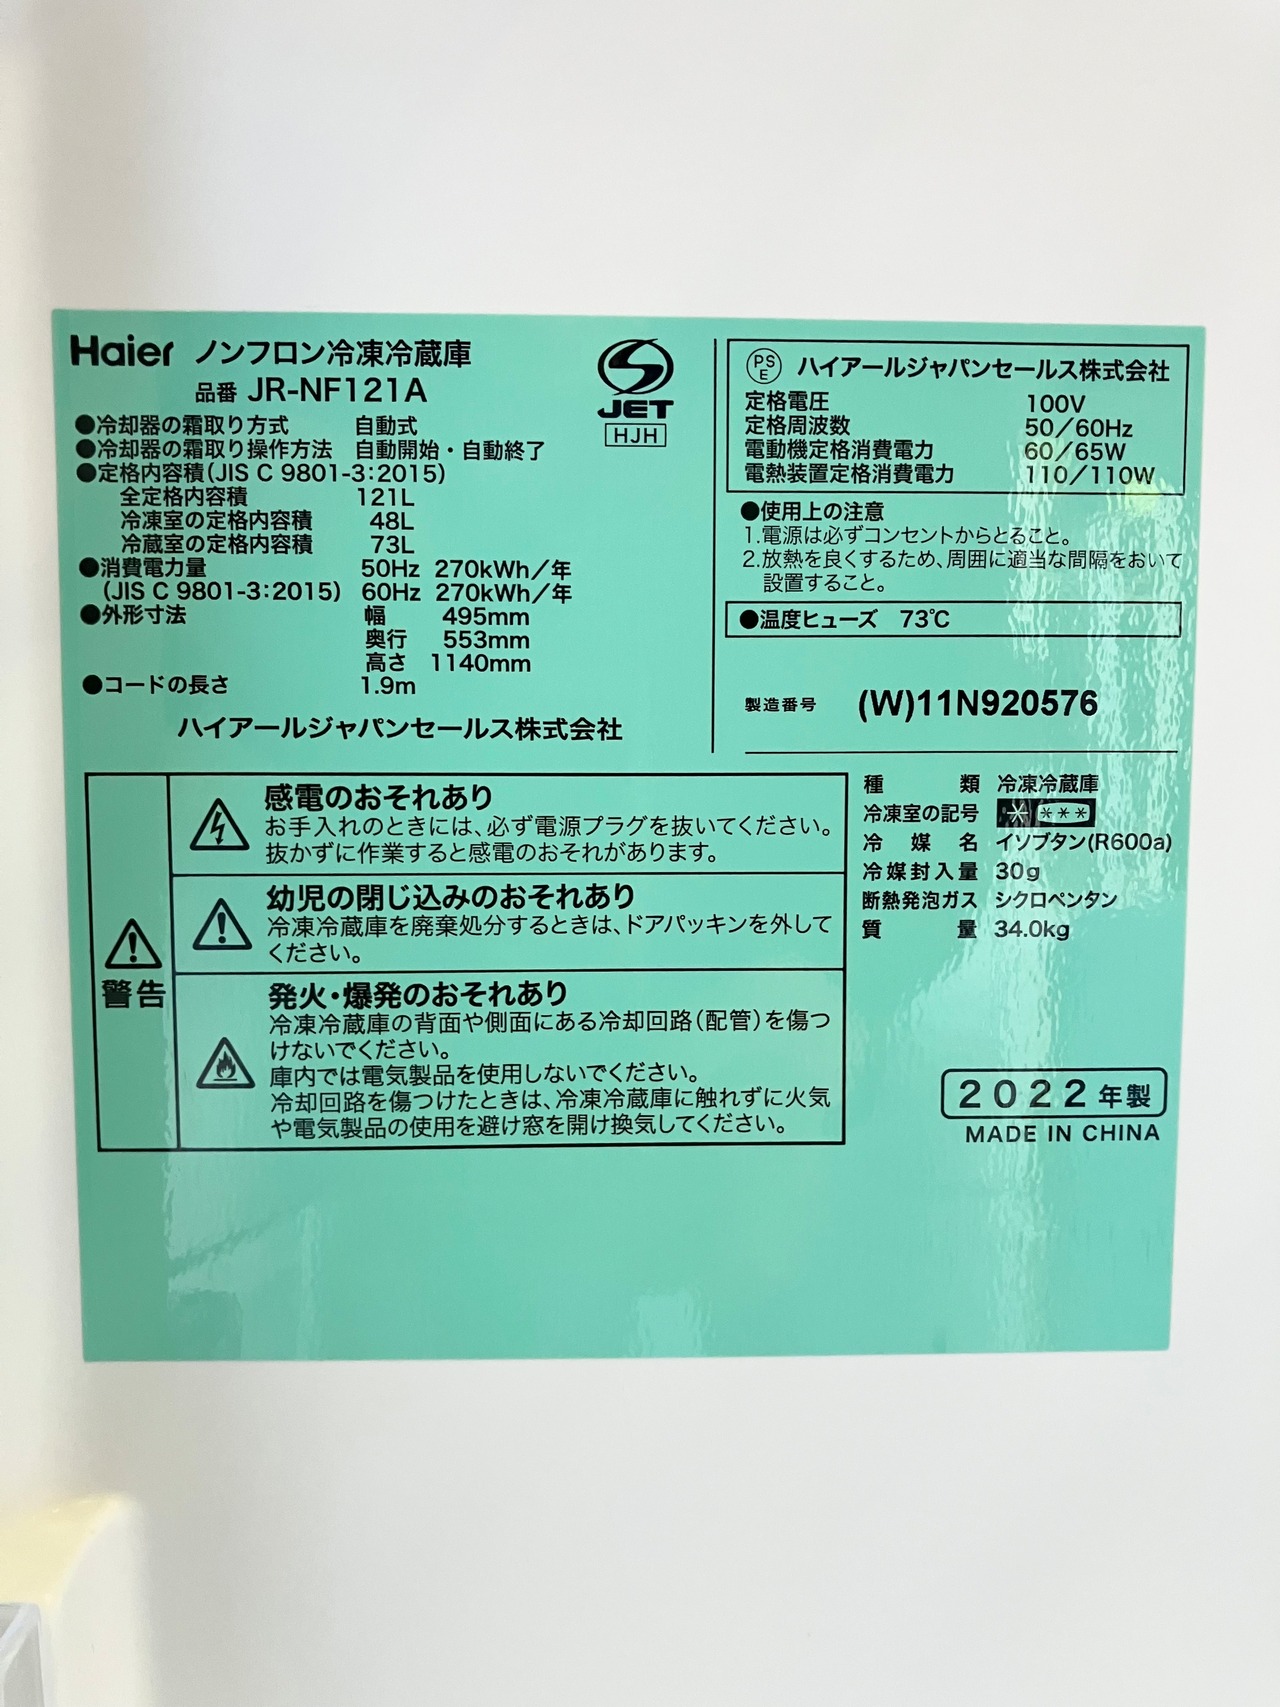 Haier ノンフロン冷凍冷蔵庫
品番 JR-NF121A
●冷却器の霜取り方式 自動式
●冷却器の霜取り操作方法 自動開始・自動終了
●定格内容積(JIS C 9801-3:2015)
全定格内容積 121L
冷凍室の定格内容積 48L
冷蔵室の定格内容積 73L
●消費電力量 50Hz 270kWh/年
(JIS C 9801-3:2015) 60Hz 270kWh/年
●外形寸法 幅 495mm
奥行 553mm
高さ 1140mm
●コードの長さ 1.9m
ハイアールジャパンセールス株式会社
JET
HJH
PSE ハイアールジャパンセールス株式会社
定格電圧 100V
定格周波数 50/60Hz
電動機定格消費電力 60/65W
電熱装置定格消費電力 110/110W
●使用上の注意
1.電源は必ずコンセントからとること。
2.放熱を良くするため、周囲に適当な間隔をおいて
設置すること。
●温度ヒューズ 73℃
製造番号 (W)11N920576
警告
感電のおそれあり
お手入れのときには、必ず電源プラグを抜いてください。
抜かずに作業すると感電のおそれがあります。
幼児の閉じ込みのおそれあり
冷凍冷蔵庫を廃棄処分するときは、ドアパッキンを外して
ください。
発火・爆発のおそれあり
冷凍冷蔵庫の背面や側面にある冷却回路(配管)を傷つ
けないでください。
庫内では電気製品を使用しないでください。
冷却回路を傷つけたときは、冷凍冷蔵庫に触れずに火気
や電気製品の使用を避け窓を開け換気してください。
種類 冷凍冷蔵庫
冷凍室の記号 * ***
冷媒名 イソブタン(R600a)
冷媒封入量 30g
断熱発泡ガス シクロペンタン
質量 34.0kg
2022年製
MADE IN CHINA